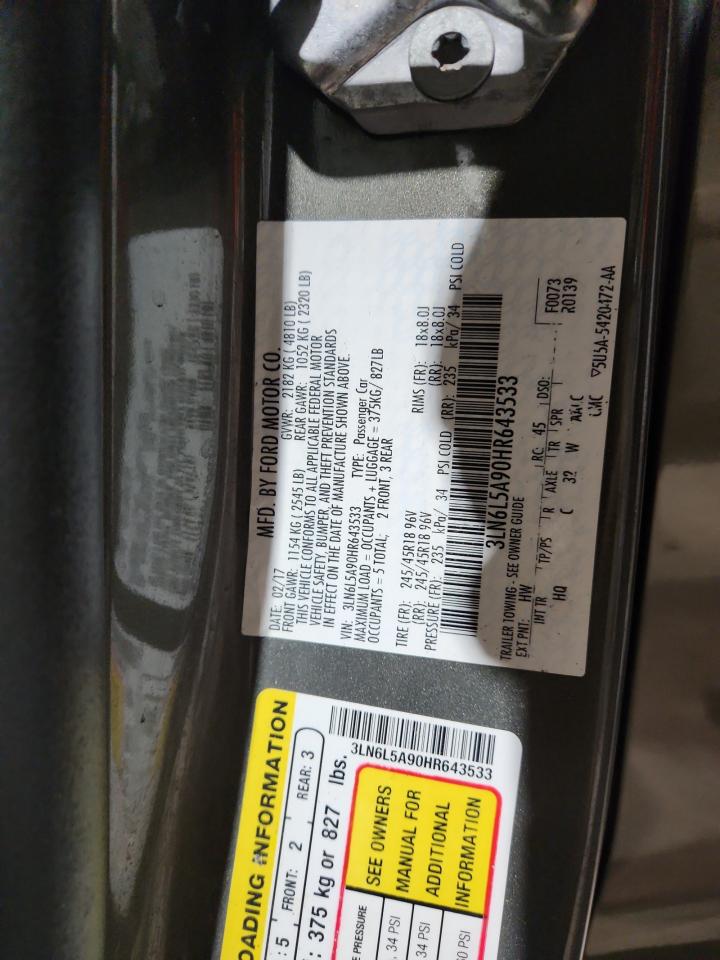 MFD. BY FORD MOTOR CO.
DATE: 02/17 GVWR: 2182 KG ( 4810 LB)
FRONT GAWR: 1154 KG ( 2545 LB) REAR GAWR: 1052 KG ( 2320 LB)
THIS VEHICLE CONFORMS TO ALL APPLICABLE FEDERAL MOTOR
VEHICLE SAFETY, BUMPER, AND THEFT PREVENTION STANDARDS
IN EFFECT ON THE DATE OF MANUFACTURE SHOWN ABOVE.
VIN: 3LN6L5A90HR643533 TYPE: Passenger Car
MAXIMUM LOAD = OCCUPANTS + LUGGAGE = 375KG/ 827LB
OCCUPANTS = 5 TOTAL; 2 FRONT, 3 REAR
TIRE (FR): 245/45R18 96V RIMS (FR): 18x8.0J
(RR): 245/45R18 96V (RR): 18x8.0J
PRESSURE (FR): 235 kPa/ 34 PSI COLD (RR): 235 kPa/ 34 PSI COLD
3LN6L5A90HR643533
TRAILER TOWING - SEE OWNER GUIDE
EXT PNT: HW RC: 45 DSO: F0073
R0139
INT TR TP/PS R AXLE TR SPR
HQ C 32 W
▽5U5A-5420472-AA
OADING INFORMATION
: 5 FRONT: 2 REAR: 3
: 375 kg or 827 lbs.
3LN6L5A90HR643533
E PRESSURE
, 34 PSI
34 PSI
0 PSI
SEE OWNERS
MANUAL FOR
ADDITIONAL
INFORMATION